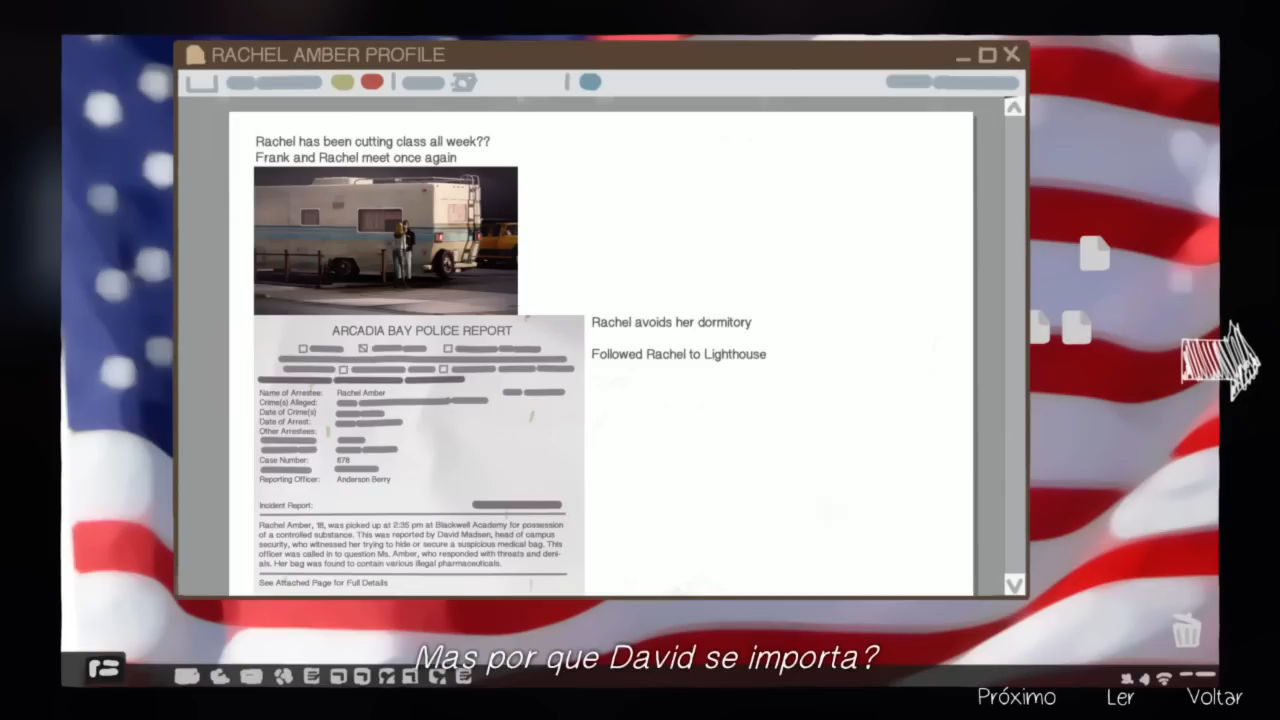 RACHEL AMBER PROFILE
Rachel has been cutting class all week??
Frank and Rachel meet once again
ARCADIA BAY POLICE REPORT
Name of Arrestee: Rachel Amber
Crime(s) Alleged:
Date of Crime(s)
Date of Arrest:
Other Arrestees:
Case Number: 678
Reporting Officer: Anderson Berry
Incident Report:
Rachel Amber, 18, was picked up at 2:35 pm at Blackwell Academy for possession
of a controlled substance. This was reported by David Madsen, head of campus
security, who witnessed her trying to hide or secure a suspicious medical bag. This
officer was called in to question Ms. Amber, who responded with threats and deni-
als. Her bag was found to contain various illegal pharmaceuticals.
See Attached Page for Full Details
Rachel avoids her dormitory
Followed Rachel to Lighthouse
Mas por que David se importa?
Próximo Ler Voltar